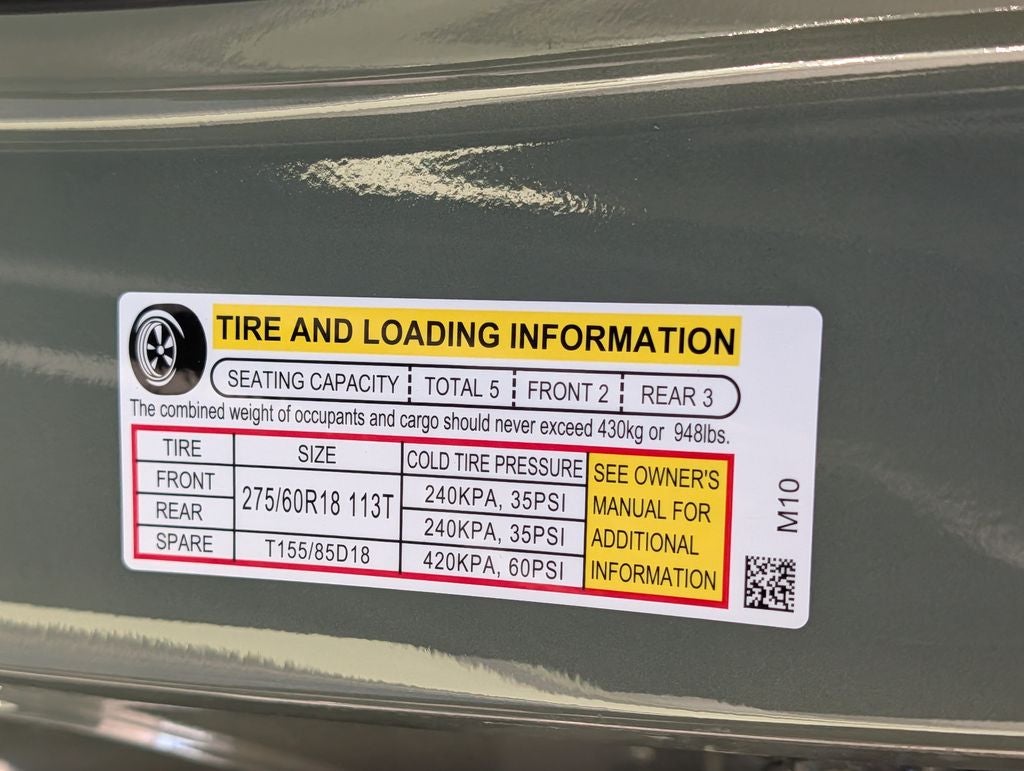 TIRE AND LOADING INFORMATION
SEATING CAPACITY TOTAL 5 FRONT 2 REAR 3
The combined weight of occupants and cargo should never exceed 430kg or 948lbs.
TIRE SIZE COLD TIRE PRESSURE
FRONT 275/60R18 113T 240KPA, 35PSI
REAR 240KPA, 35PSI
SPARE T155/85D18 420KPA, 60PSI
SEE OWNER'S
MANUAL FOR
ADDITIONAL
INFORMATION
M10